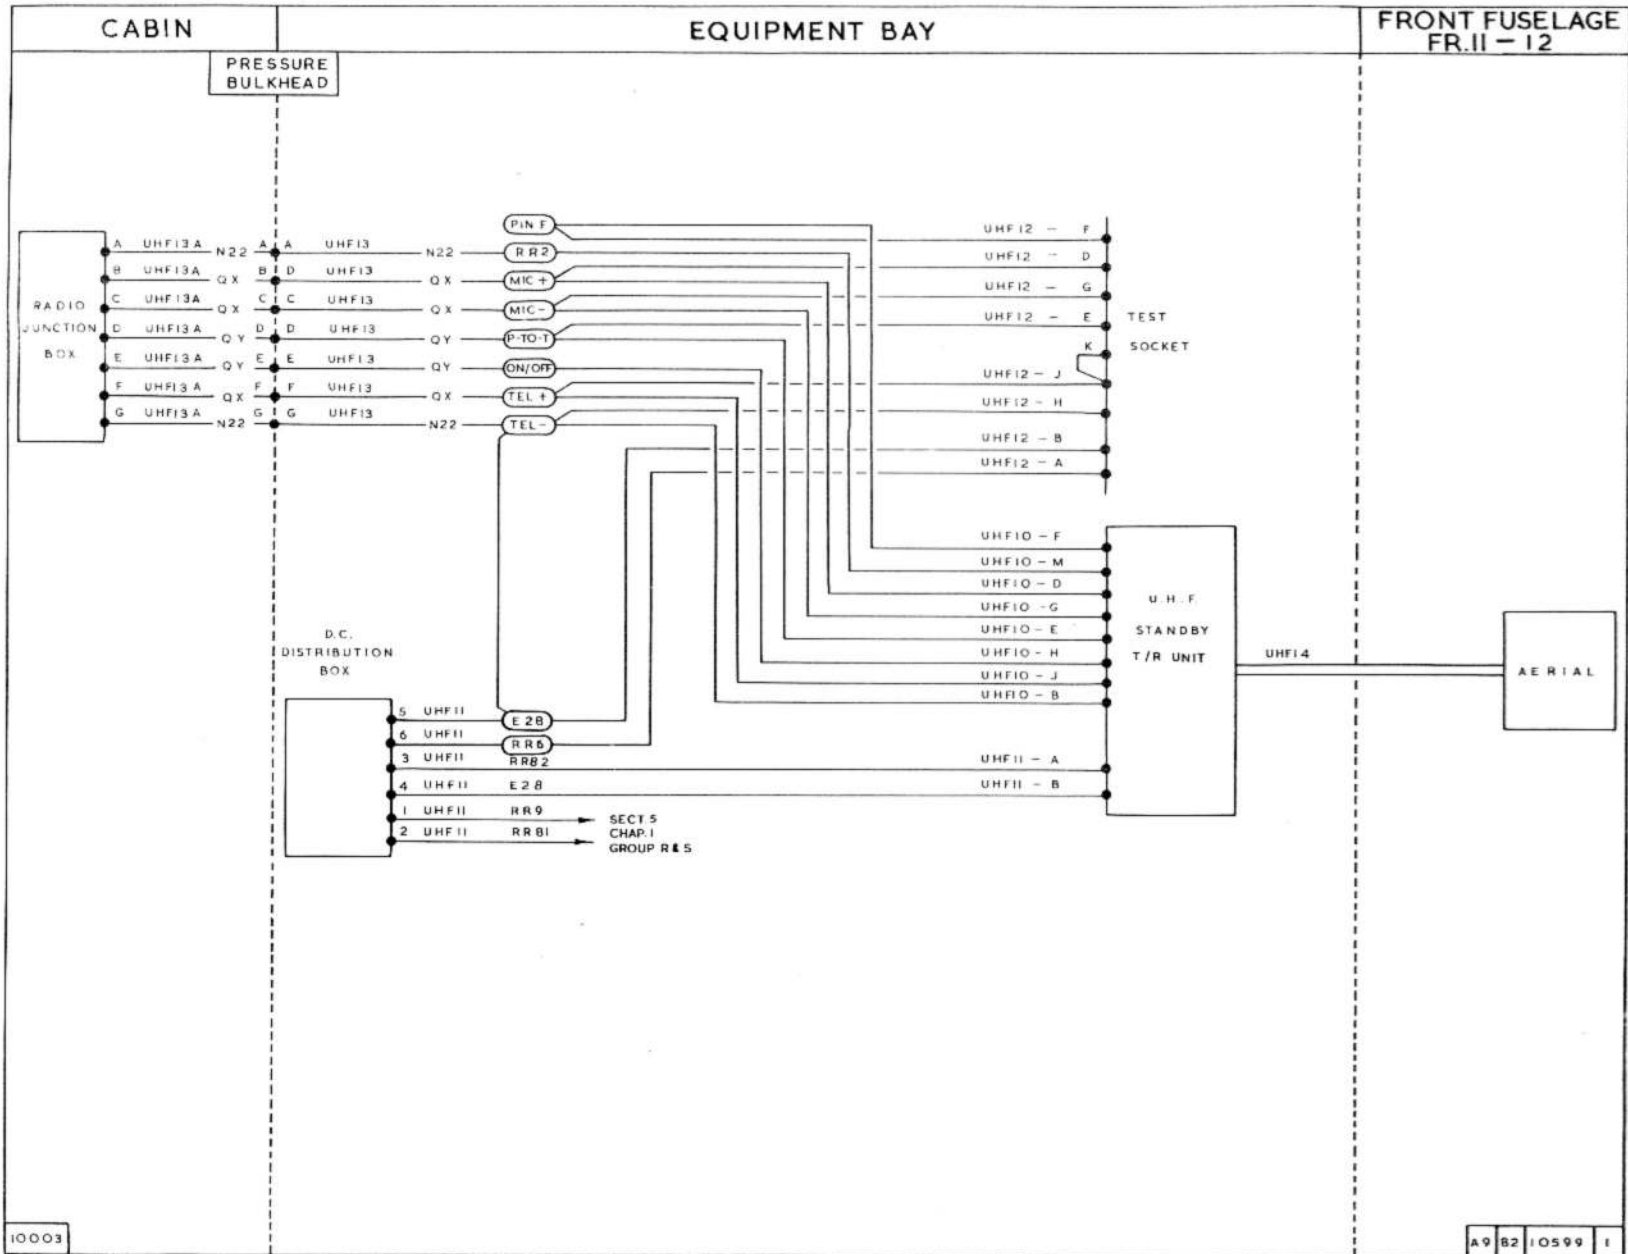 CABIN
EQUIPMENT BAY
FRONT FUSELAGE
FR.11 — 12
PRESSURE
BULKHEAD
PIN F
UHF12 - F
A UHF13A N22 A A UHF13 N22 RR2
UHF12 - D
B UHF13A QX B D UHF13 QX MIC +
UHF12 - G
C UHF13A QX C C UHF13 QX MIC -
UHF12 - E
D UHF13A QY D D UHF13 QY P-TO-T
K
E UHF13A QY E E UHF13 QY ON/OFF
UHF12 - J
F UHF13A QX F F UHF13 QX TEL +
UHF12 - H
G UHF13A N22 G G UHF13 N22 TEL -
UHF12 - B
UHF12 - A
RADIO
JUNCTION
BOX
TEST
SOCKET
UHF10 - F
UHF10 - M
UHF10 - D
UHF10 - G
UHF10 - E
UHF10 - H
UHF10 - J
UHF10 - B
U.H.F.
STANDBY
T/R UNIT
UHF14
AERIAL
D.C.
DISTRIBUTION
BOX
5 UHF11 E28
6 UHF11 RR6
3 UHF11 RR82
UHF11 - A
4 UHF11 E28
UHF11 - B
1 UHF11 RR9
2 UHF11 RR81
SECT.5
CHAP.1
GROUP R & S
10003
A9 B2 10599 1